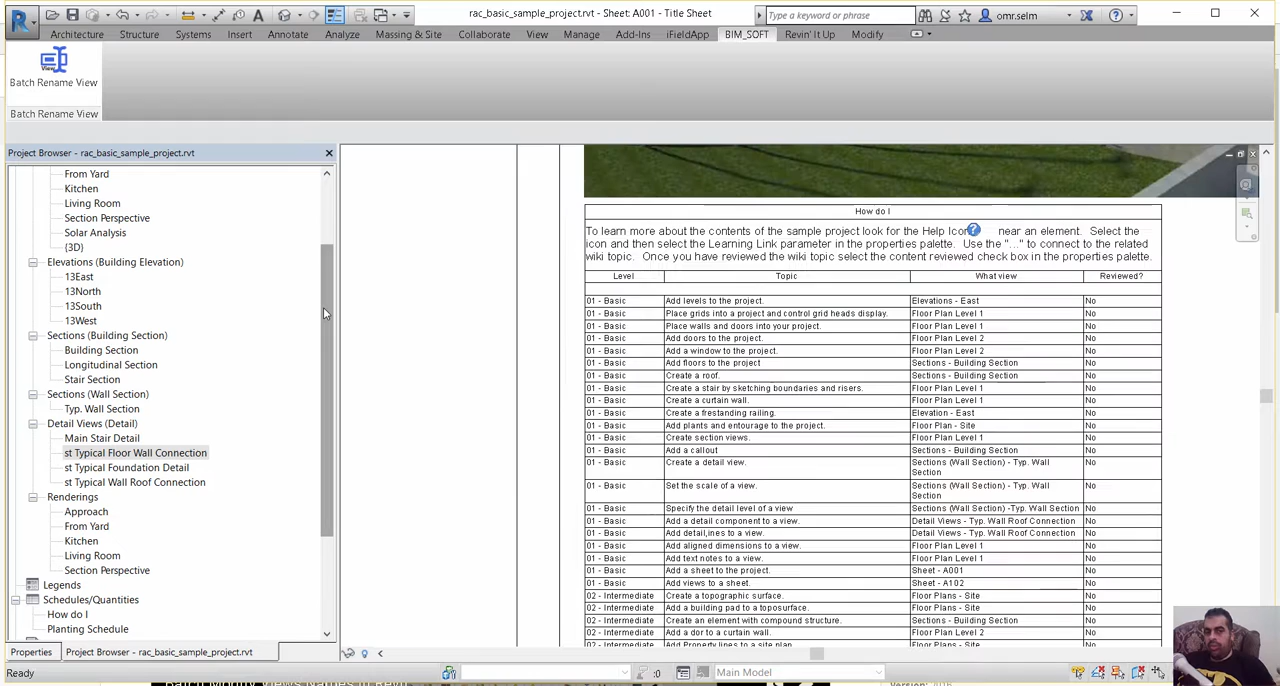 rac_basic_sample_project.rvt - Sheet: A001 - Title Sheet
Type a keyword or phrase
omr.selm
Architecture Structure Systems Insert Annotate Analyze Massing & Site Collaborate View Manage Add-Ins iFieldApp BIM_SOFT Revin' It Up Modify
Batch Rename View
Batch Rename View
Project Browser - rac_basic_sample_project.rvt
From Yard
Kitchen
Living Room
Section Perspective
Solar Analysis
{3D}
Elevations (Building Elevation)
13East
13North
13South
13West
Sections (Building Section)
Building Section
Longitudinal Section
Stair Section
Sections (Wall Section)
Typ. Wall Section
Detail Views (Detail)
Main Stair Detail
st Typical Floor Wall Connection
st Typical Foundation Detail
st Typical Wall Roof Connection
Renderings
Approach
From Yard
Kitchen
Living Room
Section Perspective
Legends
Schedules/Quantities
How do I
Planting Schedule
Properties Project Browser - rac_basic_sample_project.rvt
How do I
To learn more about the contents of the sample project look for the Help Icon near an element. Select the
icon and then select the Learning Link parameter in the properties palette. Use the "..." to connect to the related
wiki topic. Once you have reviewed the wiki topic select the content reviewed check box in the properties palette.
Level Topic What view Reviewed?
01 - Basic Add levels to the project. Elevations - East No
01 - Basic Place grids into a project and control grid heads display. Floor Plan Level 1 No
01 - Basic Place walls and doors into your project. Floor Plan Level 1 No
01 - Basic Add doors to the project. Floor Plan Level 2 No
01 - Basic Add a window to the project. Floor Plan Level 2 No
01 - Basic Add floors to the project Sections - Building Section No
01 - Basic Create a roof. Sections - Building Section No
01 - Basic Create a stair by sketching boundaries and risers. Floor Plan Level 1 No
01 - Basic Create a curtain wall. Floor Plan Level 1 No
01 - Basic Create a frestanding railing. Elevation - East No
01 - Basic Add plants and entourage to the project. Floor Plan - Site No
01 - Basic Create section views. Floor Plan Level 1 No
01 - Basic Add a callout Sections - Building Section No
01 - Basic Create a detail view. Sections (Wall Section) - Typ. Wall No
Section
01 - Basic Set the scale of a view. Sections (Wall Section) - Typ. Wall No
Section
01 - Basic Specify the detail level of a view Sections (Wall Section) -Typ. Wall Section No
01 - Basic Add a detail component to a view. Detail Views - Typ. Wall Roof Connection No
01 - Basic Add detail,ines to a view. Detail Views - Typ. Wall Roof Connection No
01 - Basic Add aligned dimensions to a view. Floor Plan Level 1 No
01 - Basic Add text notes to a view. Floor Plan Level 1 No
01 - Basic Add a sheet to the project. Sheet - A001 No
01 - Basic Add views to a sheet. Sheet - A102 No
02 - Intermediate Create a topographic surface. Floor Plans - Site No
02 - Intermediate Add a building pad to a toposurface. Floor Plans - Site No
02 - Intermediate Create an element with compound structure. Sections - Building Section No
02 - Intermediate Add a dor to a curtain wall. Floor Plan Level 2 No
02 - Intermediate Add Property lines to a site plan. No
Ready :0 Main Model